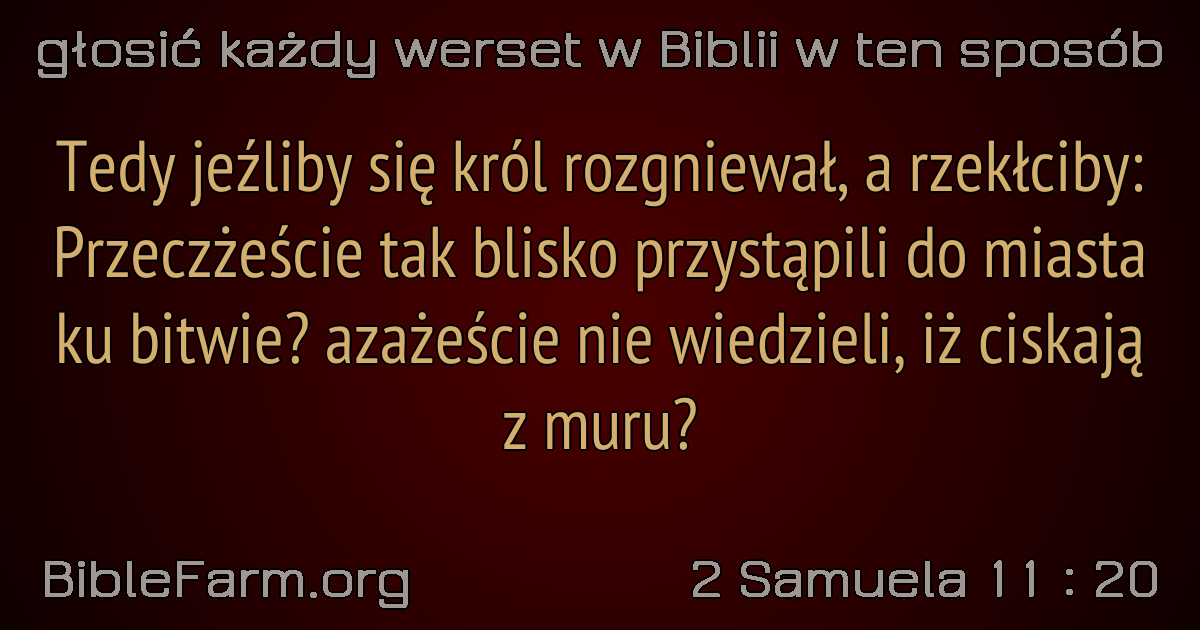 głosić każdy werset w Biblii w ten sposób
Tedy jeźliby się król rozgniewał, a rzekłciby:
Przeczżeście tak blisko przystąpili do miasta
ku bitwie? azażeście nie wiedzieli, iż ciskają
z muru?
BibleFarm.org
2 Samuela 11 : 20